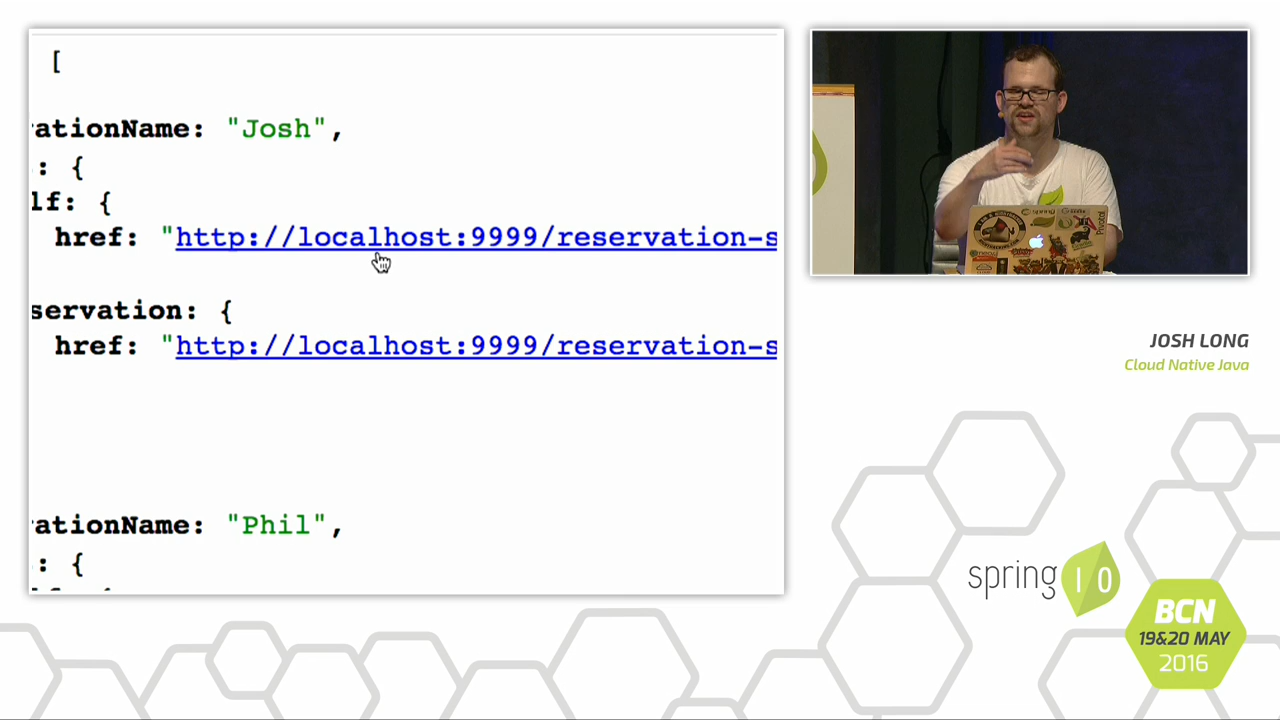 [
rationName: "Josh",
: {
lf: {
href: "http://localhost:9999/reservation-s
servation: {
href: "http://localhost:9999/reservation-s
rationName: "Phil",
: {
JOSH LONG
Cloud Native Java
spring IO
BCN
19&20 MAY
2016